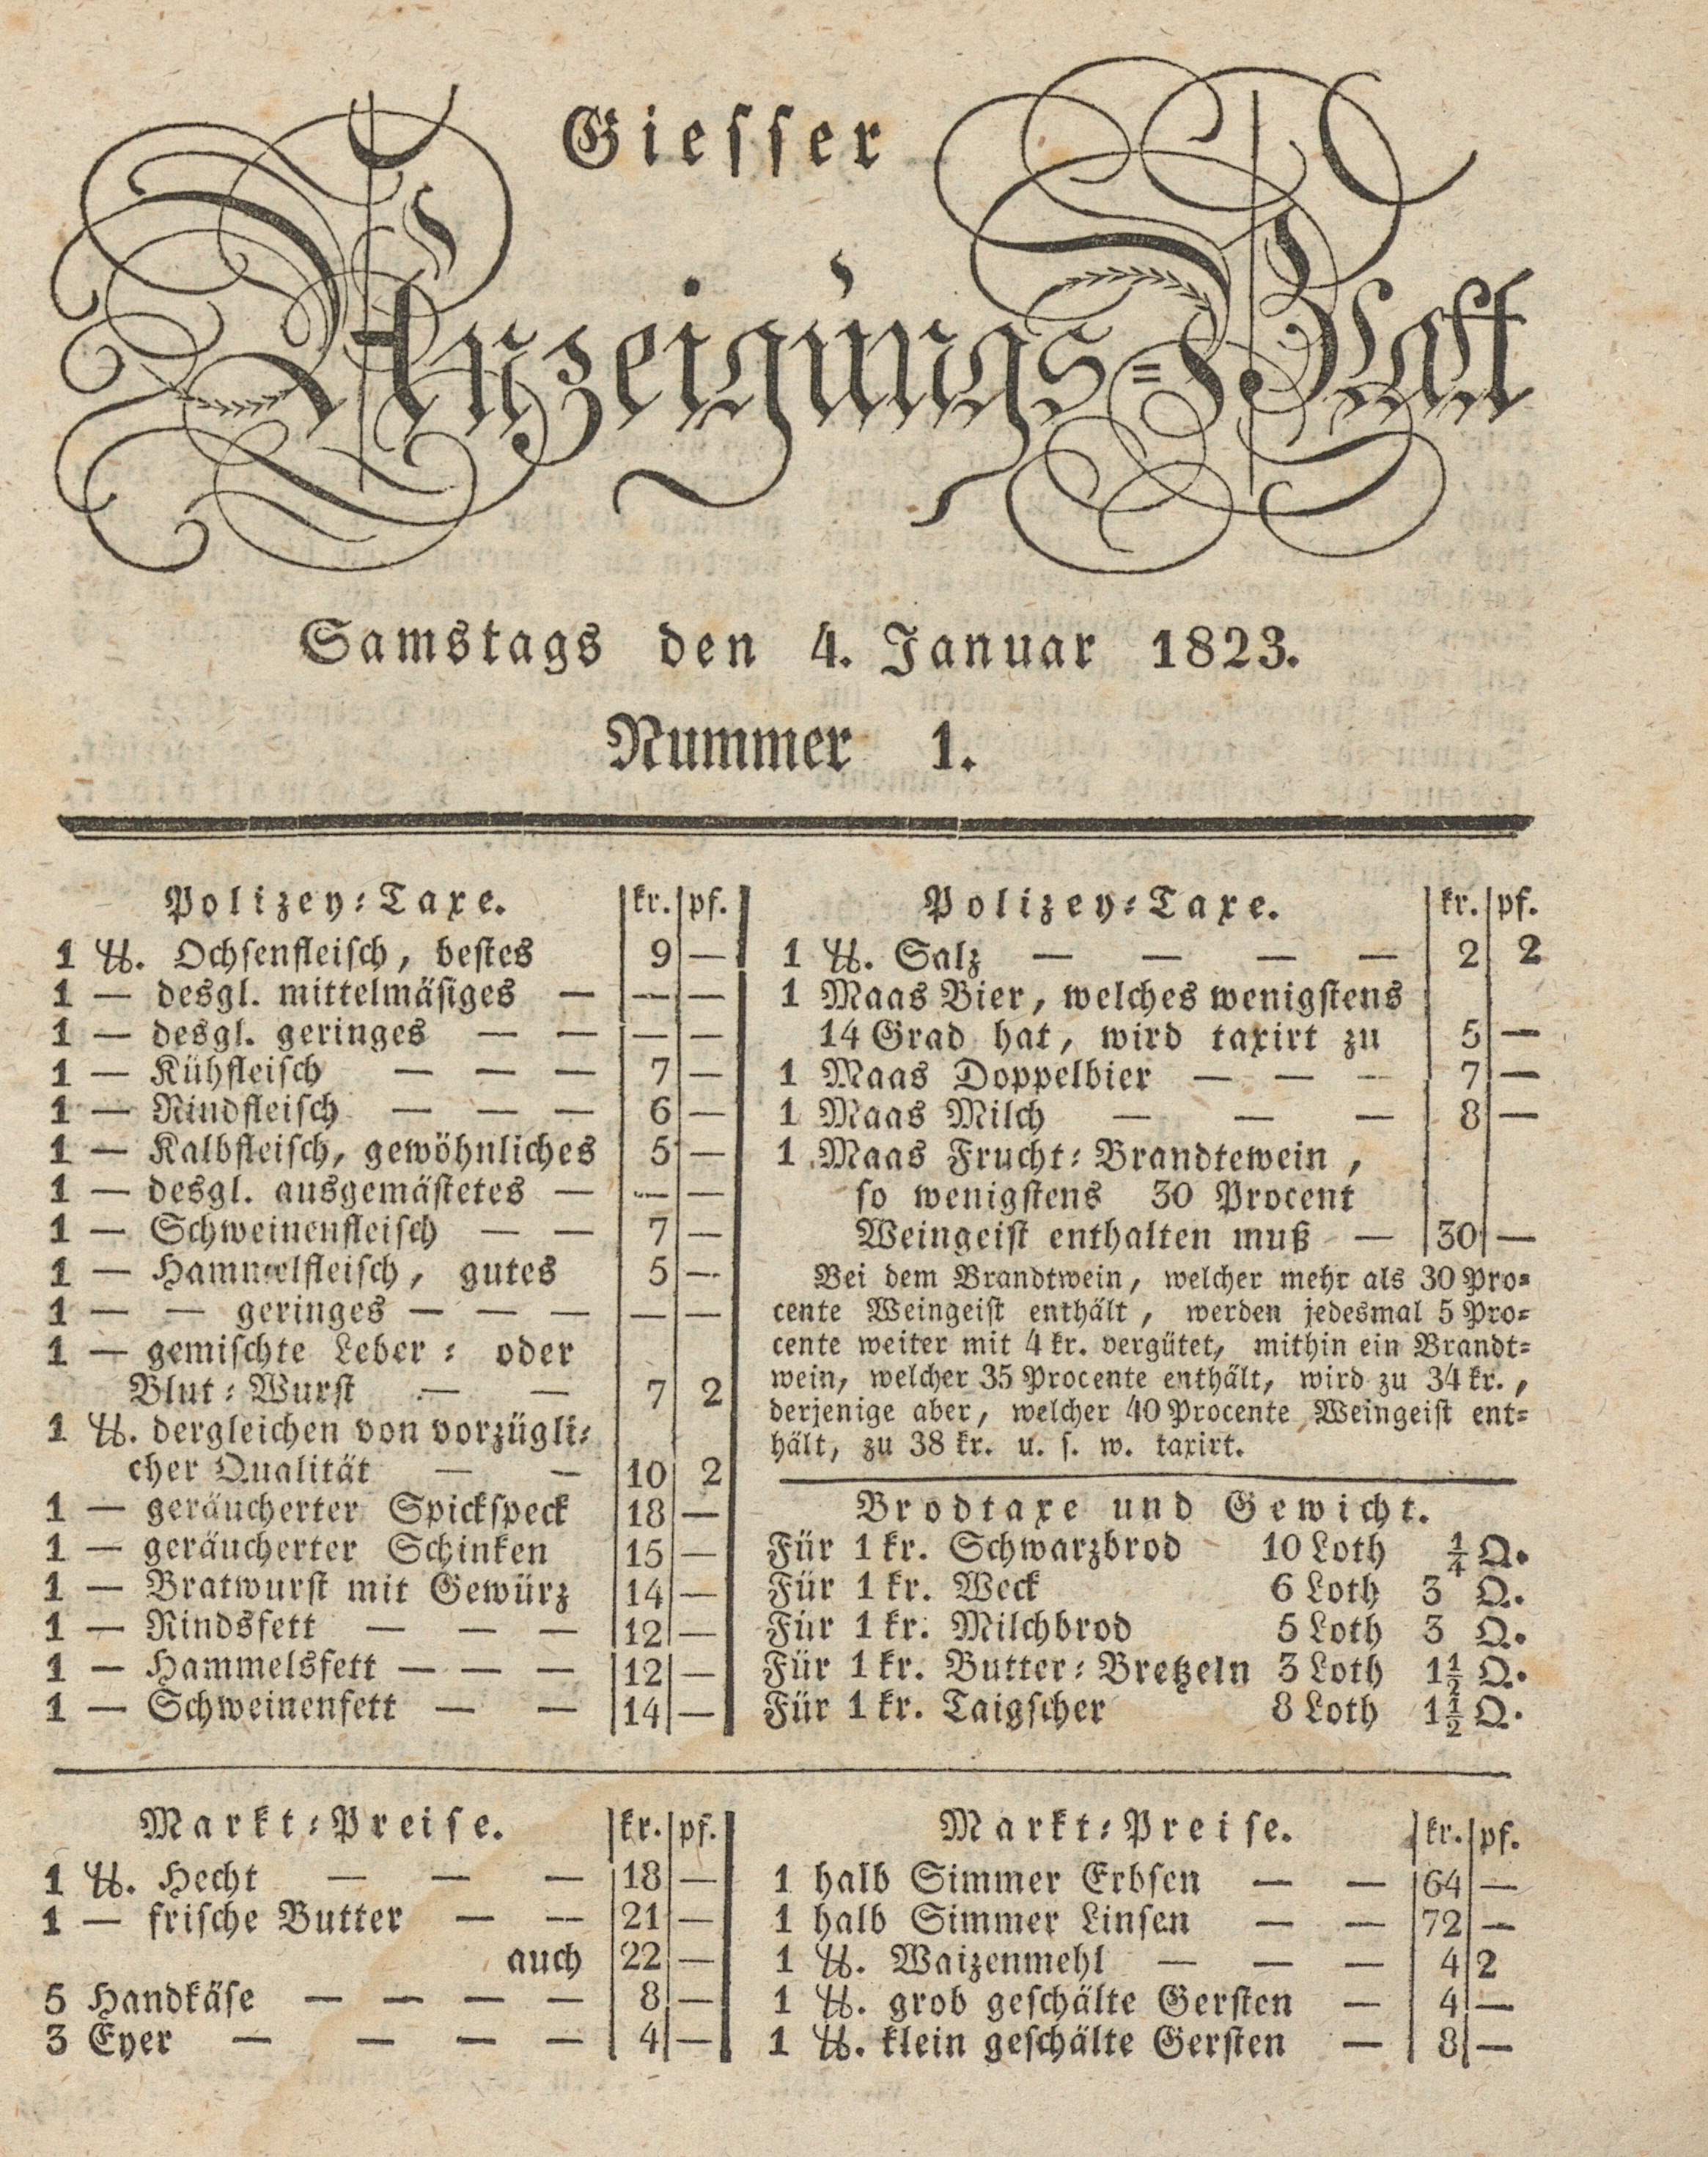 Giesser
Anzeigungs=Blatt
Samstags den 4. Januar 1823.
Nummer 1.
Polizey=Taxe. kr. pf.
1 ℔. Ochsenfleisch, bestes 9 —
1 — desgl. mittelmäsiges — — —
1 — desgl. geringes — — — —
1 — Kühfleisch — — — 7 —
1 — Rindfleisch — — — 6 —
1 — Kalbfleisch, gewöhnliches 5 —
1 — desgl. ausgemästetes — — —
1 — Schweinenfleisch — — 7 —
1 — Hammelfleisch, gutes 5 —
1 — — geringes — — — — —
1 — gemischte Leber= oder
Blut=Wurst — — 7 2
1 ℔. dergleichen von vorzügli=
cher Qualität — — 10 2
1 — geräucherter Spickspeck 18 —
1 — geräucherter Schinken 15 —
1 — Bratwurst mit Gewürz 14 —
1 — Rindsfett — — — 12 —
1 — Hammelsfett — — — 12 —
1 — Schweinenfett — — 14 —
Polizey=Taxe. kr. pf.
1 ℔. Salz — — — — 2 2
1 Maas Bier, welches wenigstens
14 Grad hat, wird taxirt zu 5 —
1 Maas Doppelbier — — — 7 —
1 Maas Milch — — — 8 —
1 Maas Frucht=Brandtewein,
so wenigstens 30 Procent
Weingeist enthalten muß — 30 —
Bei dem Brandtwein, welcher mehr als 30 Pro=
cente Weingeist enthält, werden jedesmal 5 Pro=
cente weiter mit 4 kr. vergütet, mithin ein Brandt=
wein, welcher 35 Procente enthält, wird zu 34 kr.,
derjenige aber, welcher 40 Procente Weingeist ent=
hält, zu 38 kr. u. s. w. taxirt.
Brodtaxe und Gewicht.
Für 1 kr. Schwarzbrod 10 Loth ¼ Q.
Für 1 kr. Weck 6 Loth 3 Q.
Für 1 kr. Milchbrod 5 Loth 3 Q.
Für 1 kr. Butter=Bretzeln 3 Loth 1½ Q.
Für 1 kr. Taigscher 8 Loth 1½ Q.
Markt=Preise. kr. pf.
1 ℔. Hecht — — — 18 —
1 — frische Butter — — 21 —
auch 22 —
5 Handkäse — — — — 8 —
3 Eyer — — — — 4 —
Markt=Preise. kr. pf.
1 halb Simmer Erbsen — — 64 —
1 halb Simmer Linsen — — 72 —
1 ℔. Waizenmehl — — — 4 2
1 ℔. grob geschälte Gersten — 4 —
1 ℔. klein geschälte Gersten — 8 —